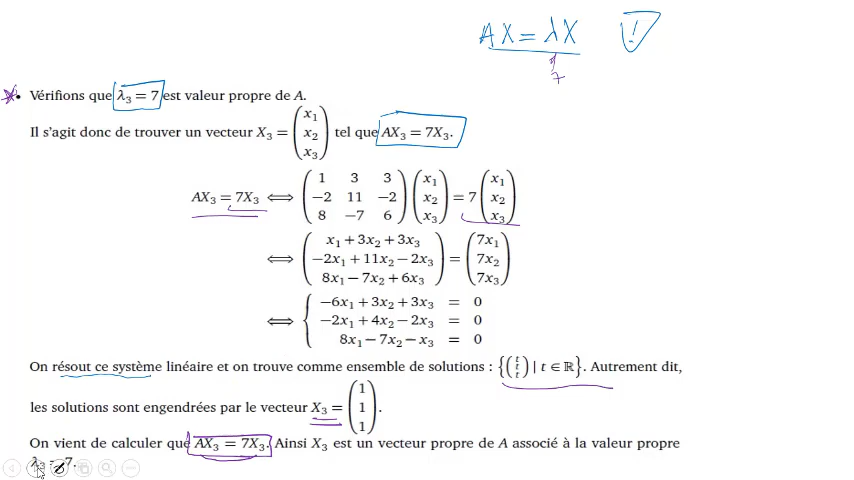 AX = λX !
7
• Vérifions que λ₃ = 7 est valeur propre de A.
Il s'agit donc de trouver un vecteur X₃ = (x₁ x₂ x₃) tel que AX₃ = 7X₃.
AX₃ = 7X₃ ⟺ (1 3 3 ; −2 11 −2 ; 8 −7 6) (x₁ ; x₂ ; x₃) = 7 (x₁ ; x₂ ; x₃)
⟺ (x₁ + 3x₂ + 3x₃ ; −2x₁ + 11x₂ − 2x₃ ; 8x₁ − 7x₂ + 6x₃) = (7x₁ ; 7x₂ ; 7x₃)
⟺ { −6x₁ + 3x₂ + 3x₃ = 0
−2x₁ + 4x₂ − 2x₃ = 0
8x₁ − 7x₂ − x₃ = 0
On résout ce système linéaire et on trouve comme ensemble de solutions : {(t t t) | t ∈ ℝ}. Autrement dit,
les solutions sont engendrées par le vecteur X₃ = (1 1 1).
On vient de calculer que AX₃ = 7X₃. Ainsi X₃ est un vecteur propre de A associé à la valeur propre
λ₃ = 7.